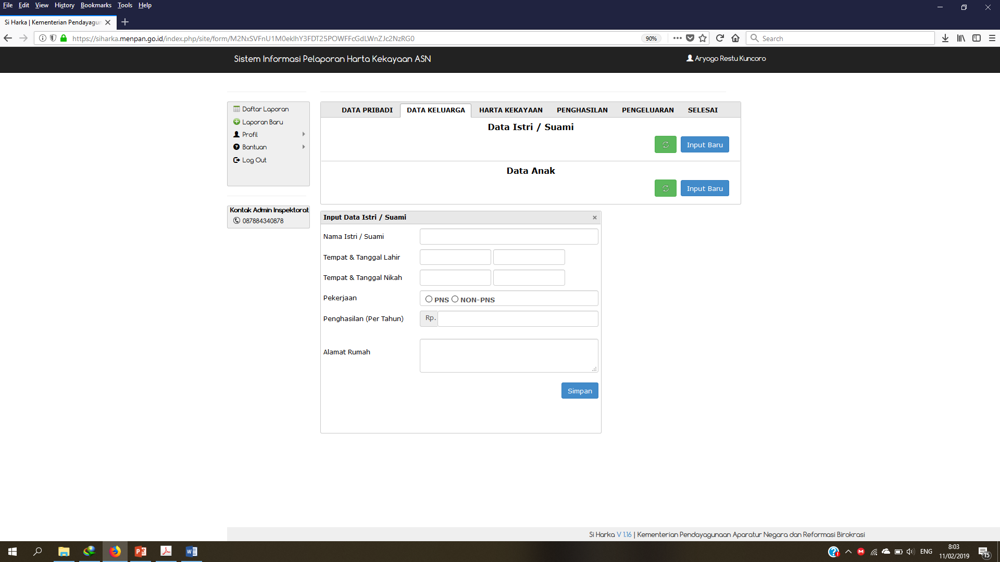 File Edit View History Bookmarks Tools Help
Si Harka | Kementerian Pendayagun
https://siharka.menpan.go.id/index.php/site/form/M2NxSVFnU1M0eklhY3FDT25POWFFcGdLWnZJc2NzRG0
90%
Search
Sistem Informasi Pelaporan Harta Kekayaan ASN
Aryogo Restu Kuncoro
Daftar Laporan
Laporan Baru
Profil
Bantuan
Log Out
Kontak Admin Inspektorat
087884340878
DATA PRIBADI DATA KELUARGA HARTA KEKAYAAN PENGHASILAN PENGELUARAN SELESAI
Data Istri / Suami
Input Baru
Data Anak
Input Baru
Input Data Istri / Suami ×
Nama Istri / Suami
Tempat & Tanggal Lahir
Tempat & Tanggal Nikah
Pekerjaan PNS NON-PNS
Penghasilan (Per Tahun) Rp.
Alamat Rumah
Simpan
Si Harka V 1.16 | Kementerian Pendayagunaan Aparatur Negara dan Reformasi Birokrasi
ENG
8:03
11/02/2019
15